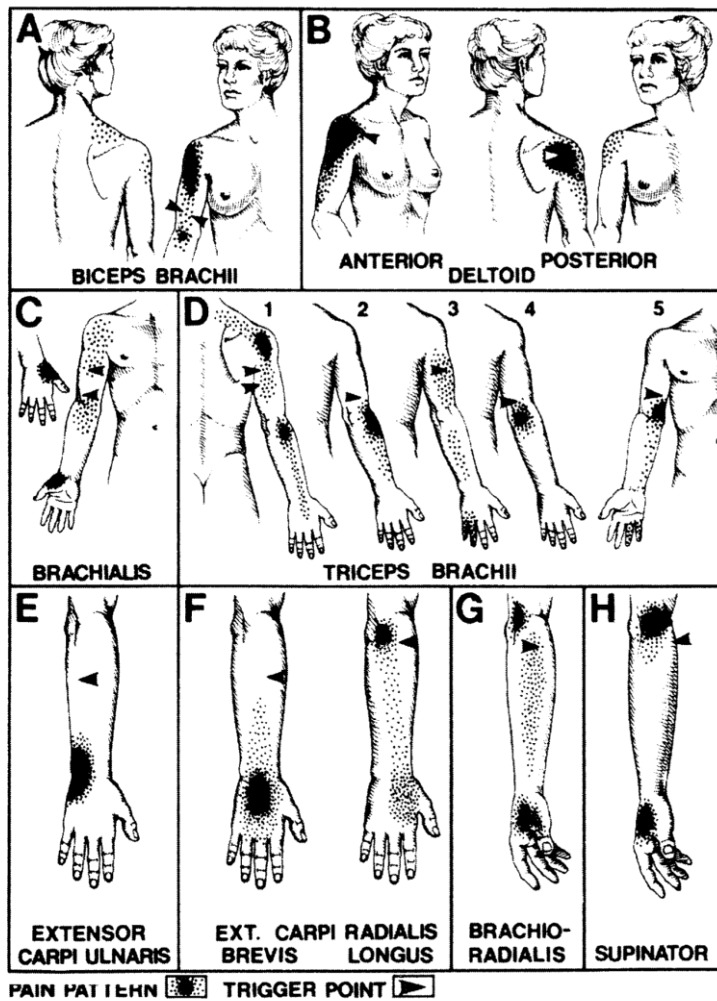 A
B
BICEPS BRACHII
ANTERIOR POSTERIOR
DELTOID
C
D 1 2 3 4 5
BRACHIALIS
TRICEPS BRACHII
E
F
G
H
EXTENSOR
CARPI ULNARIS
EXT. CARPI RADIALIS
BREVIS LONGUS
BRACHIO-
RADIALIS
SUPINATOR
PAIN PATTERN TRIGGER POINT